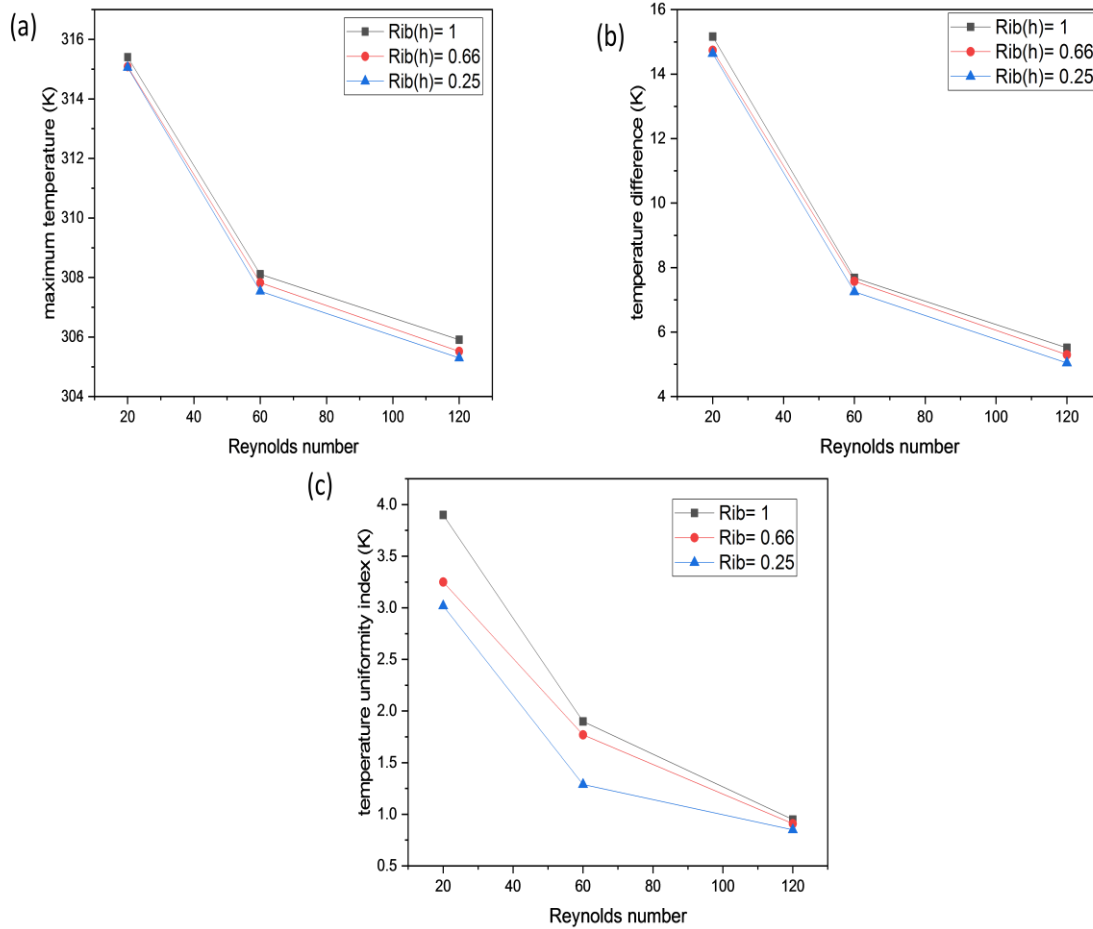 (a)
Rib(h)= 1
Rib(h)= 0.66
Rib(h)= 0.25
maximum temperature (K)
316
314
312
310
308
306
304
20 40 60 80 100 120
Reynolds number
(b)
Rib(h)= 1
Rib(h)= 0.66
Rib(h)= 0.25
temperature difference (K)
16
14
12
10
8
6
4
20 40 60 80 100 120
Reynolds number
(c)
Rib= 1
Rib= 0.66
Rib= 0.25
temperature uniformity index (K)
4.0
3.5
3.0
2.5
2.0
1.5
1.0
0.5
20 40 60 80 100 120
Reynolds number